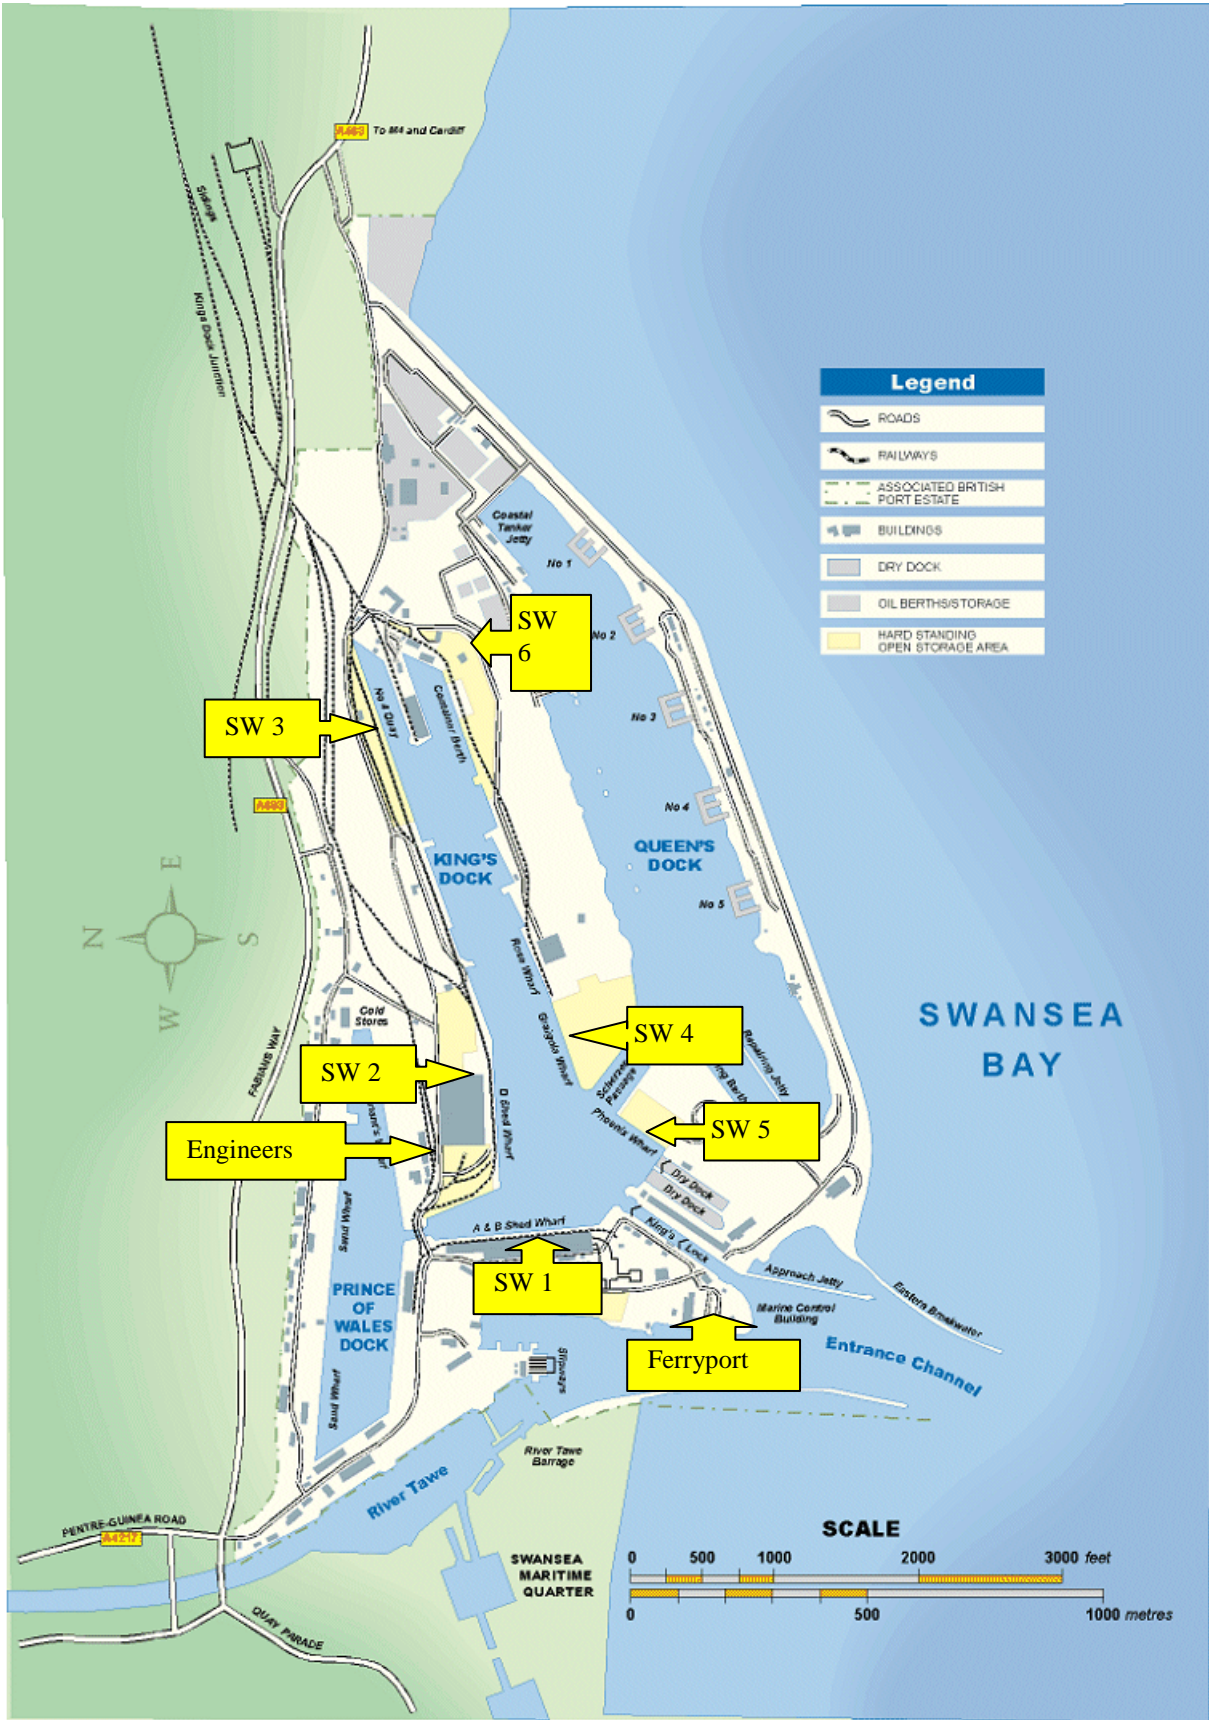 A483 To M4 and Cardiff
Sidings
Kings Dock Junction
Legend
ROADS
RAILWAYS
ASSOCIATED BRITISH
PORT ESTATE
BUILDINGS
DRY DOCK
OIL BERTHS/STORAGE
HARD STANDING
OPEN STORAGE AREA
Coastal
Tanker
Jetty
No 1
No 2
No 3
No 4
No 5
SW
6
SW 3
No 4 Quay
Container Berth
A483
KING'S
DOCK
QUEEN'S
DOCK
N
E
S
W
Ross Wharf
Graigola Wharf
Cold
Stores
FABIANS WAY
SW 4
SW 2
SWANSEA
BAY
Repairing Jetty
Passage
D Shed Wharf
Phoenix Wharf
SW 5
Engineers
Dry Dock
Dry Dock
Sand Wharf
A & B Shed Wharf
King's Lock
SW 1
Approach Jetty
Eastern Breakwater
Marine Control
Building
PRINCE
OF
WALES
DOCK
Ferryport
Entrance Channel
Slipways
Sand Wharf
River Tawe
Barrage
River Tawe
PENTRE-GUINEA ROAD
A4217
SWANSEA
MARITIME
QUARTER
QUAY PARADE
SCALE
0 500 1000 2000 3000 feet
0 500 1000 metres